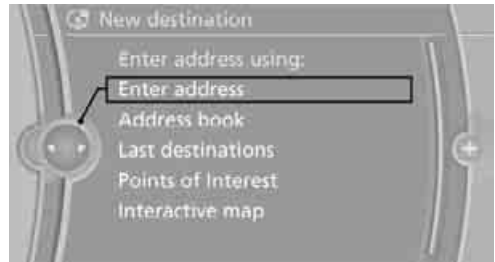 New destination
Enter address using:
Enter address
Address book
Last destinations
Points of Interest
Interactive map